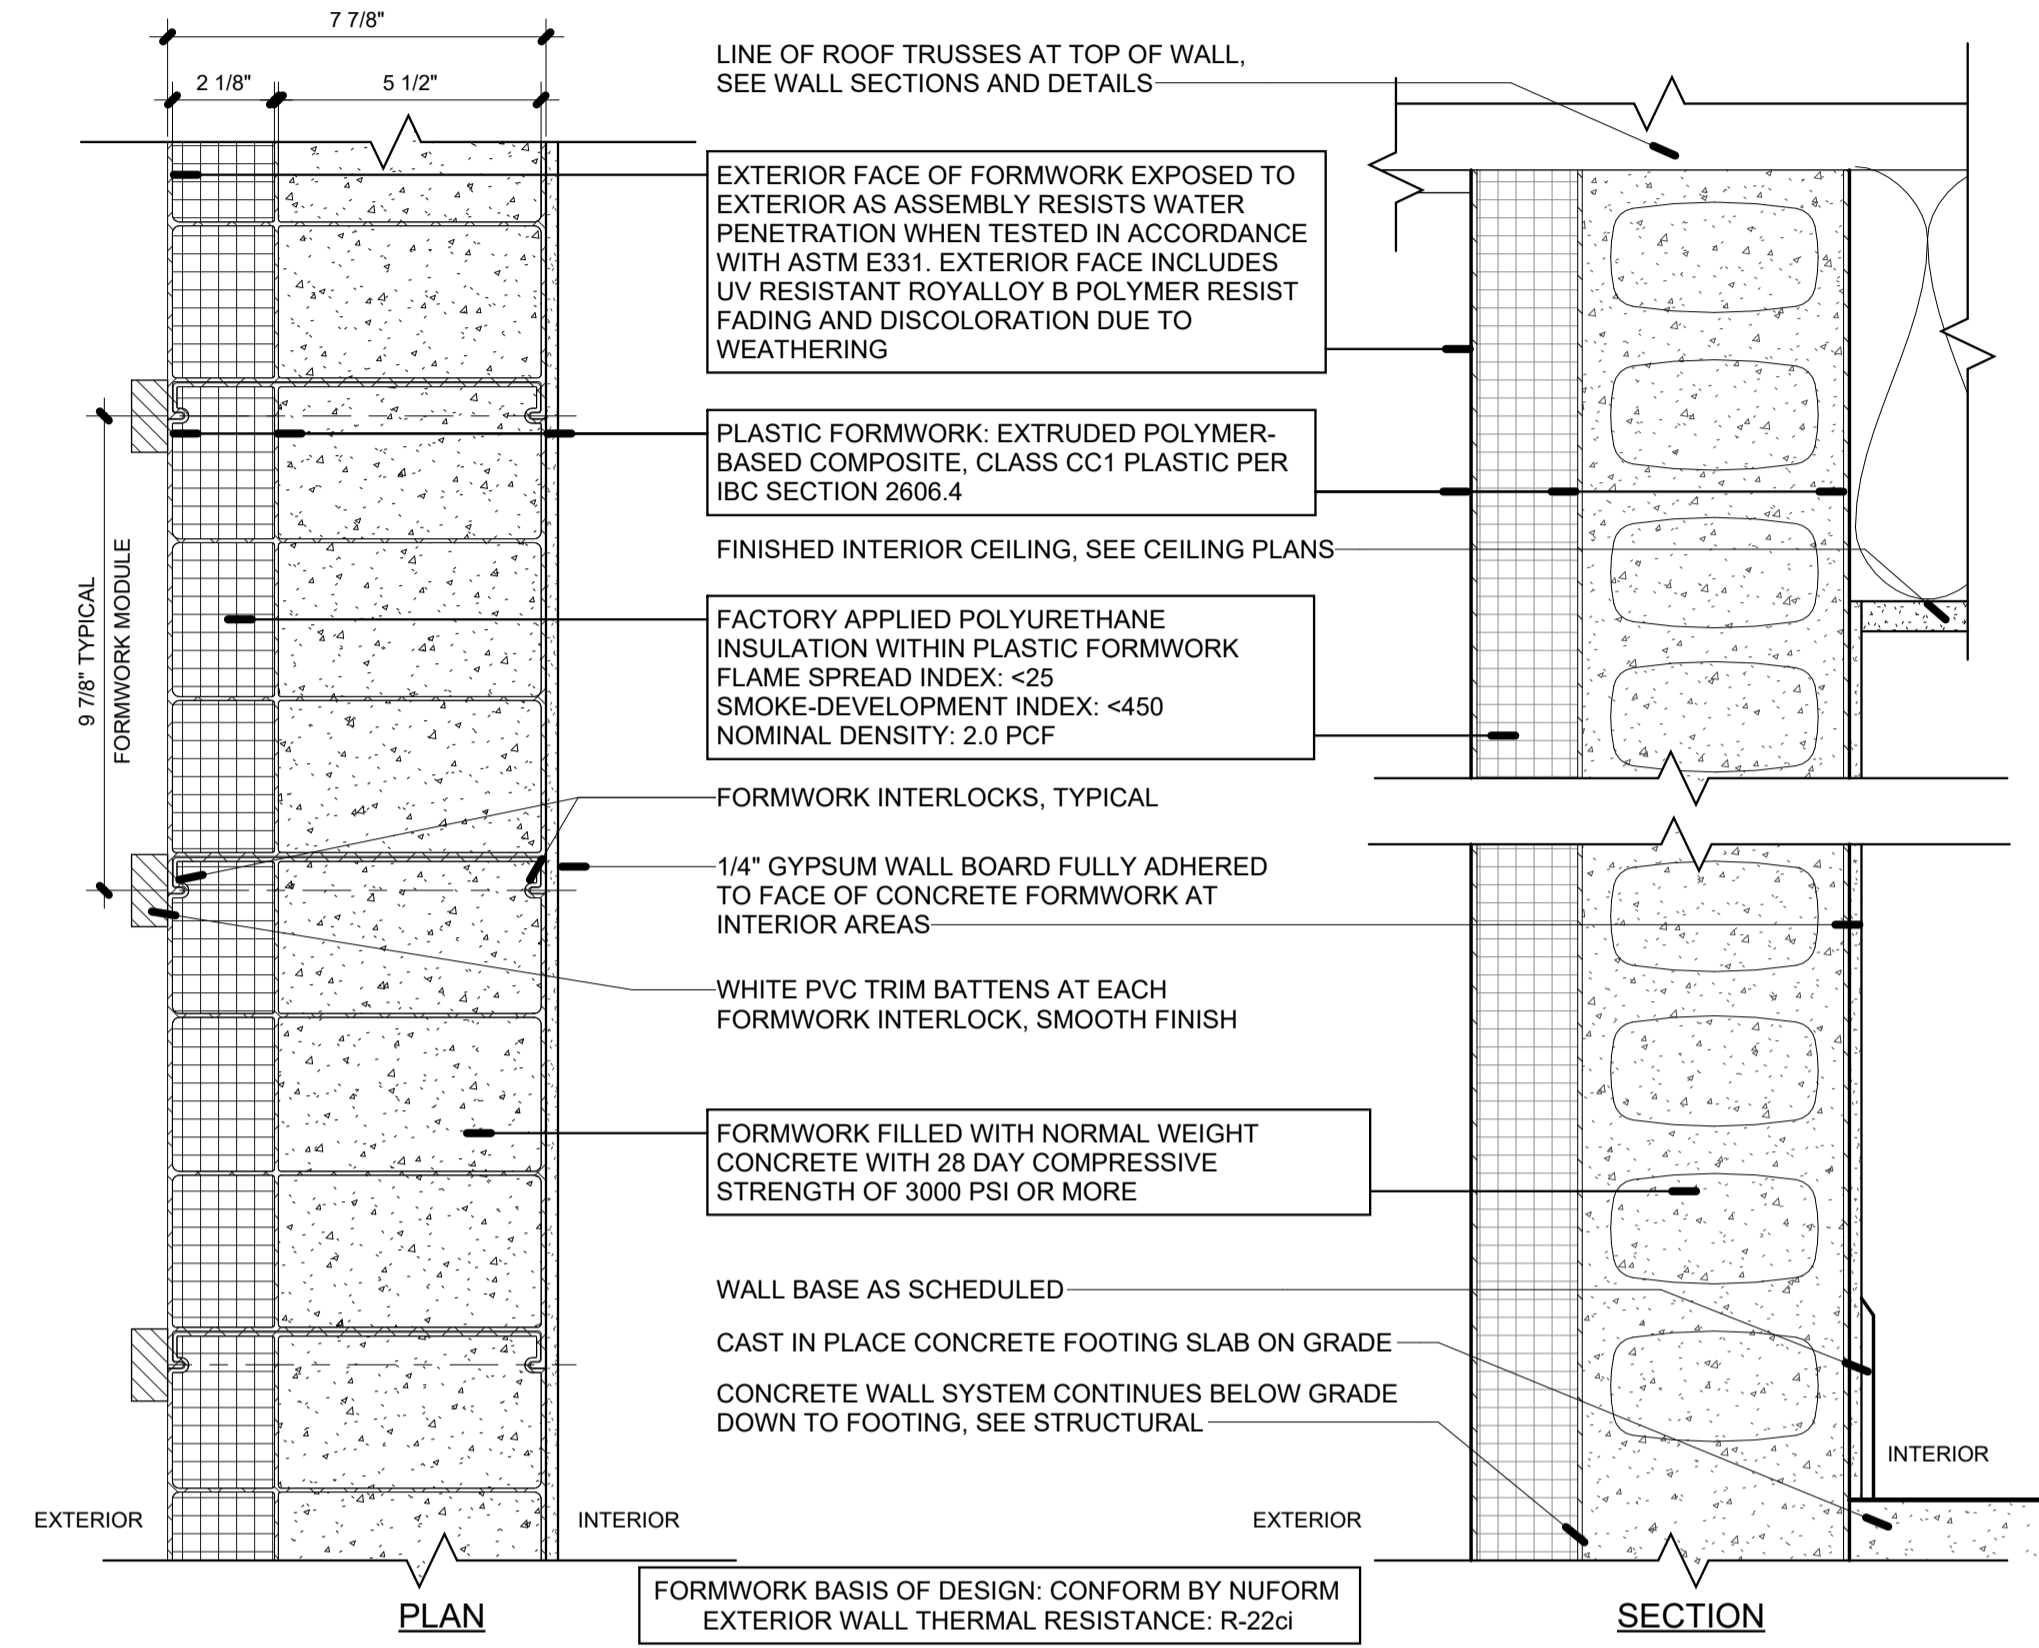 7 7/8"
2 1/8"
5 1/2"
LINE OF ROOF TRUSSES AT TOP OF WALL,
SEE WALL SECTIONS AND DETAILS
EXTERIOR FACE OF FORMWORK EXPOSED TO
EXTERIOR AS ASSEMBLY RESISTS WATER
PENETRATION WHEN TESTED IN ACCORDANCE
WITH ASTM E331. EXTERIOR FACE INCLUDES
UV RESISTANT ROYALLOY B POLYMER RESIST
FADING AND DISCOLORATION DUE TO
WEATHERING
PLASTIC FORMWORK: EXTRUDED POLYMER-
BASED COMPOSITE, CLASS CC1 PLASTIC PER
IBC SECTION 2606.4
FINISHED INTERIOR CEILING, SEE CEILING PLANS
9 7/8" TYPICAL
FORMWORK MODULE
FACTORY APPLIED POLYURETHANE
INSULATION WITHIN PLASTIC FORMWORK
FLAME SPREAD INDEX: <25
SMOKE-DEVELOPMENT INDEX: <450
NOMINAL DENSITY: 2.0 PCF
FORMWORK INTERLOCKS, TYPICAL
1/4" GYPSUM WALL BOARD FULLY ADHERED
TO FACE OF CONCRETE FORMWORK AT
INTERIOR AREAS
WHITE PVC TRIM BATTENS AT EACH
FORMWORK INTERLOCK, SMOOTH FINISH
FORMWORK FILLED WITH NORMAL WEIGHT
CONCRETE WITH 28 DAY COMPRESSIVE
STRENGTH OF 3000 PSI OR MORE
WALL BASE AS SCHEDULED
CAST IN PLACE CONCRETE FOOTING SLAB ON GRADE
CONCRETE WALL SYSTEM CONTINUES BELOW GRADE
DOWN TO FOOTING, SEE STRUCTURAL
INTERIOR
EXTERIOR
INTERIOR
EXTERIOR
FORMWORK BASIS OF DESIGN: CONFORM BY NUFORM
EXTERIOR WALL THERMAL RESISTANCE: R-22ci
PLAN
SECTION